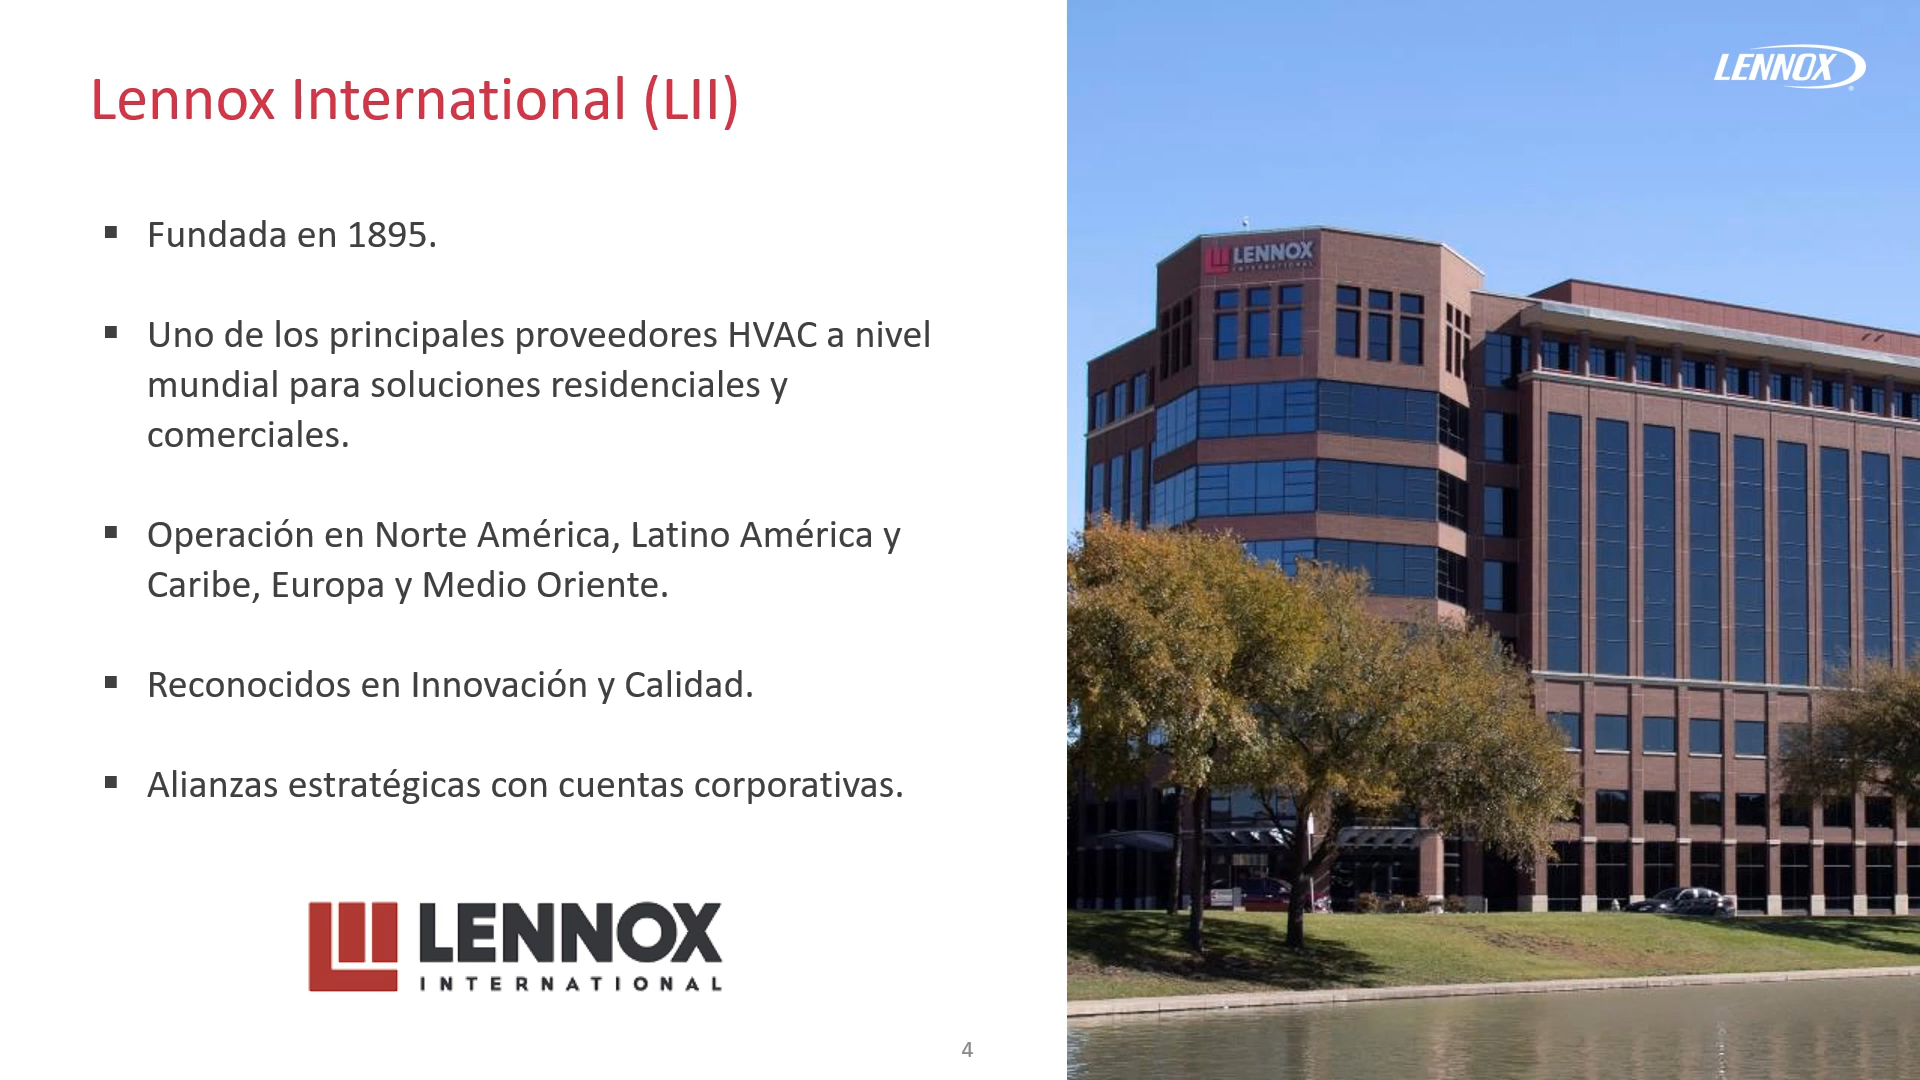 Lennox International (LII)
LENNOX
▪ Fundada en 1895.
▪ Uno de los principales proveedores HVAC a nivel
mundial para soluciones residenciales y
comerciales.
▪ Operación en Norte América, Latino América y
Caribe, Europa y Medio Oriente.
▪ Reconocidos en Innovación y Calidad.
▪ Alianzas estratégicas con cuentas corporativas.
LENNOX
INTERNATIONAL
LENNOX
INTERNATIONAL
4